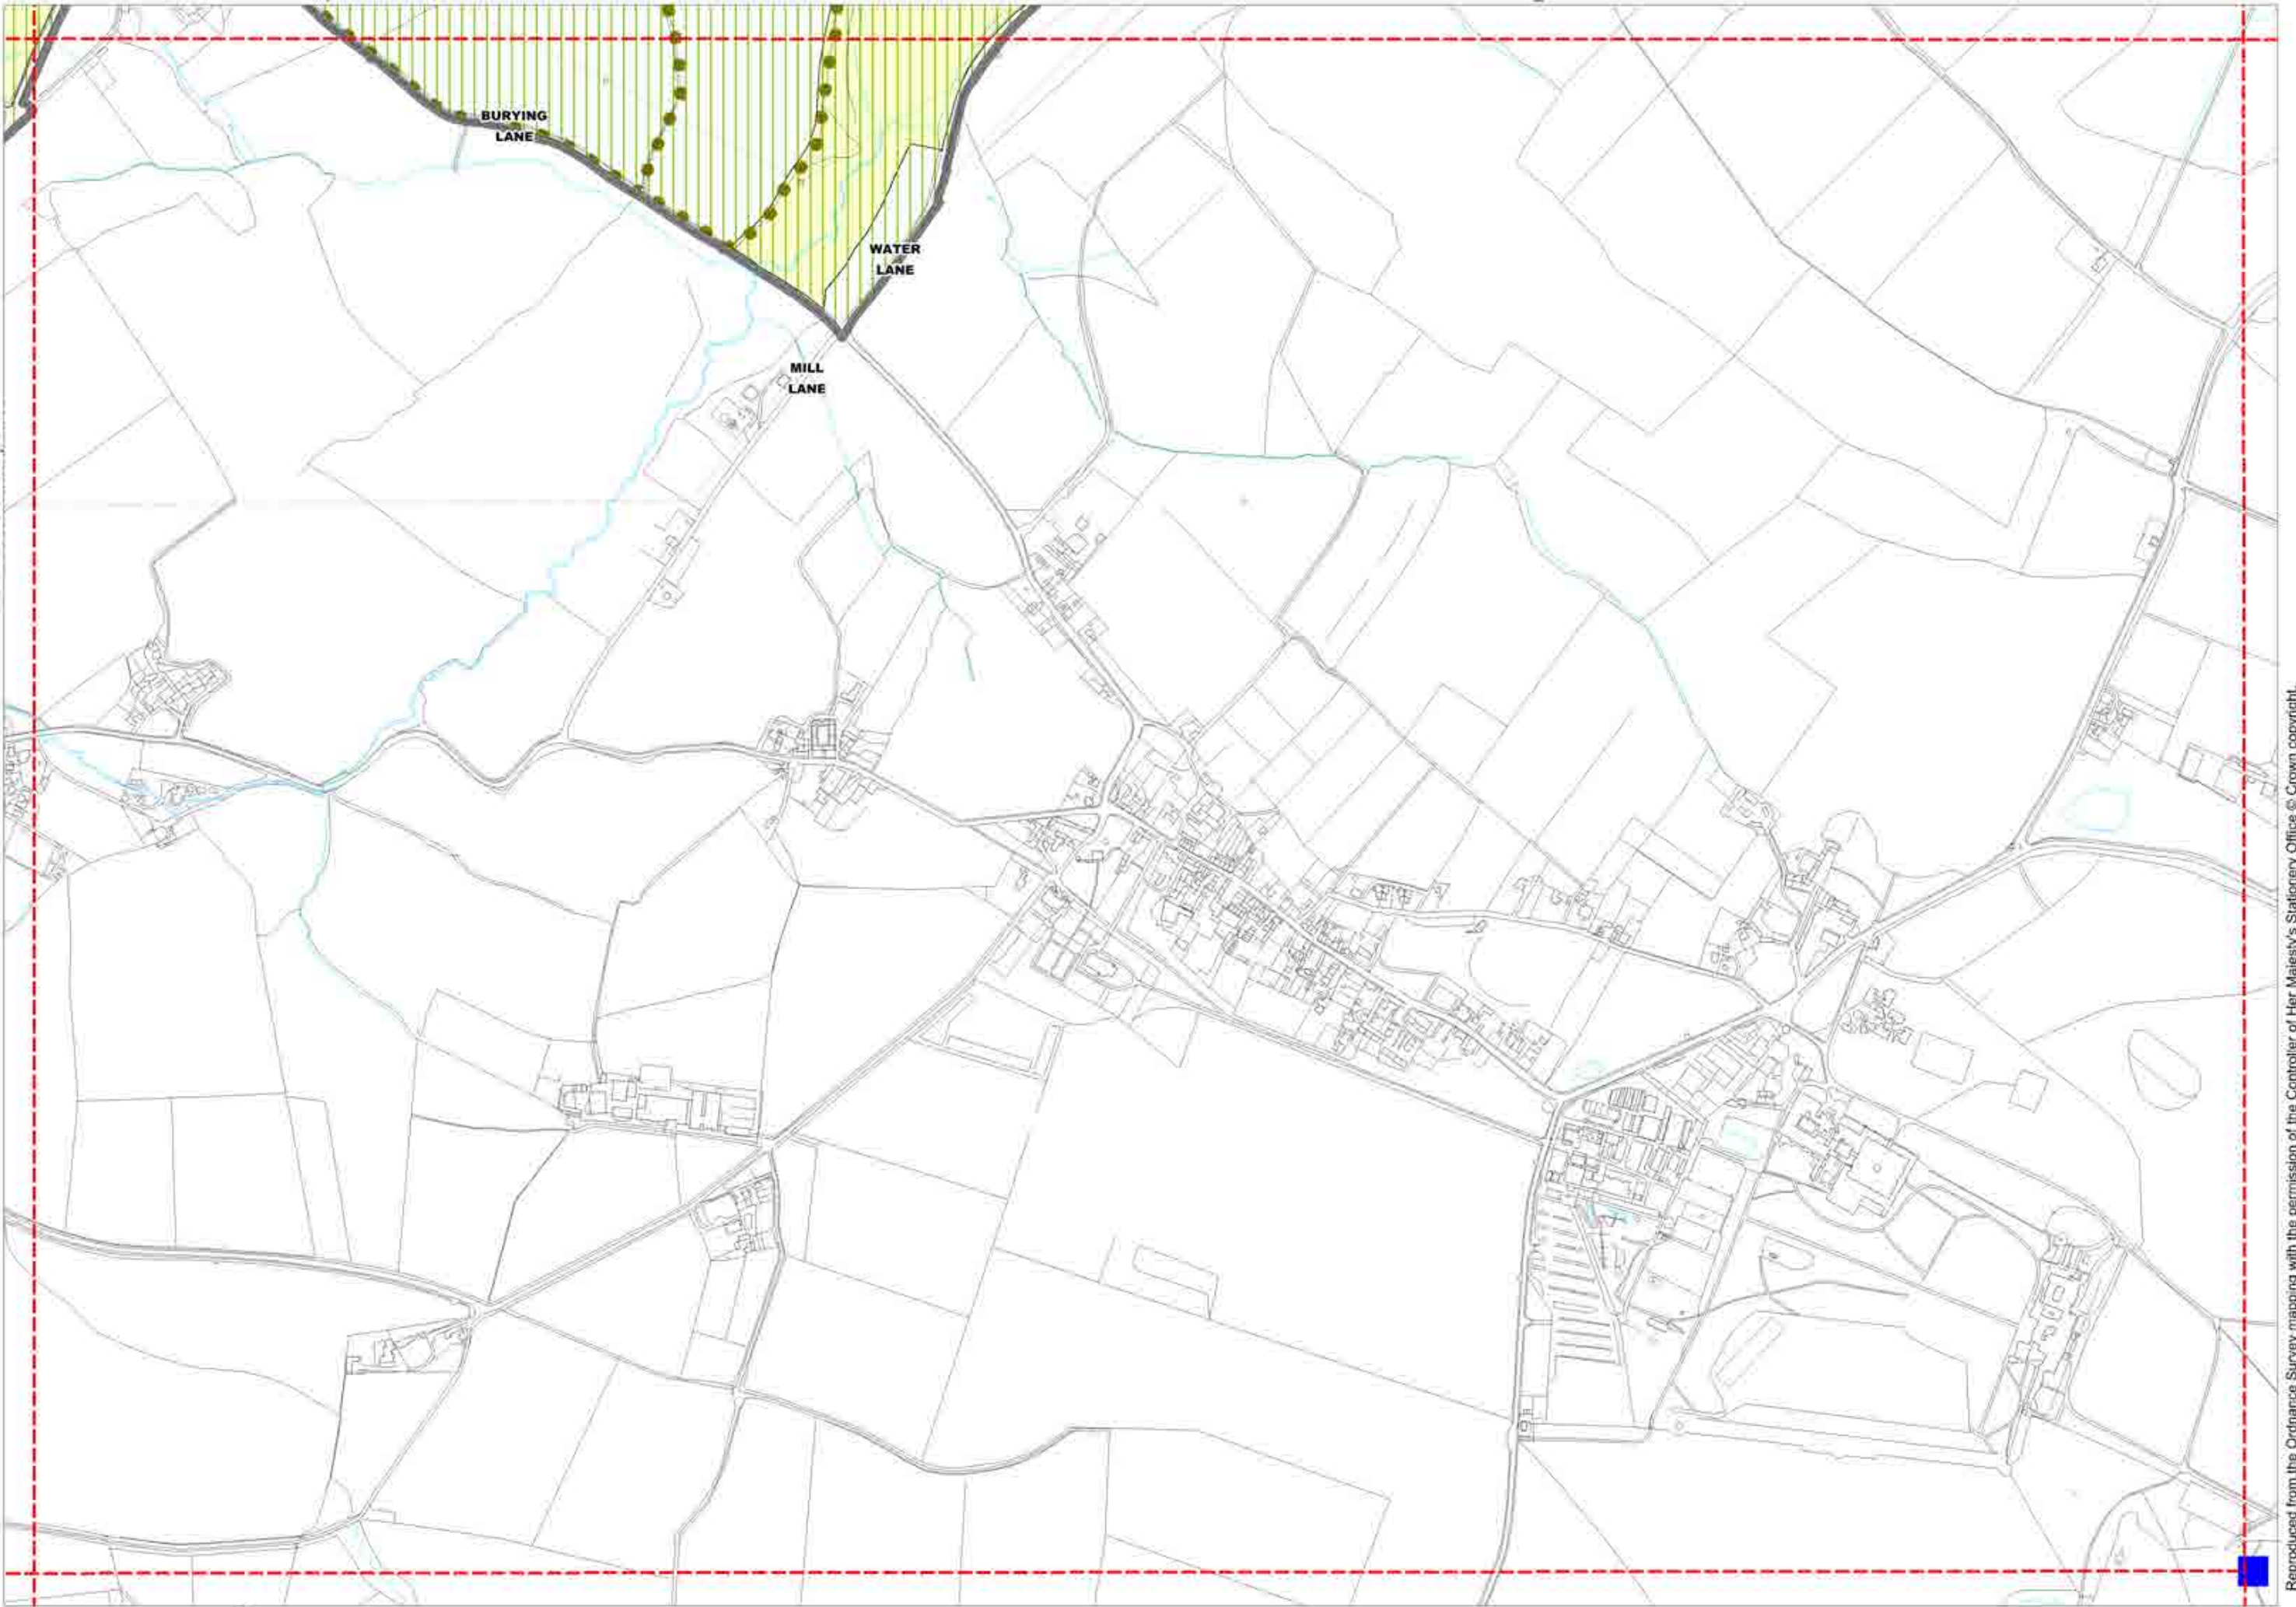 BURYING
LANE
WATER
LANE
MILL
LANE
Reproduced from the Ordnance Survey mapping with the permission of the Controller of Her Majesty's Stationery Office © Crown copyright.